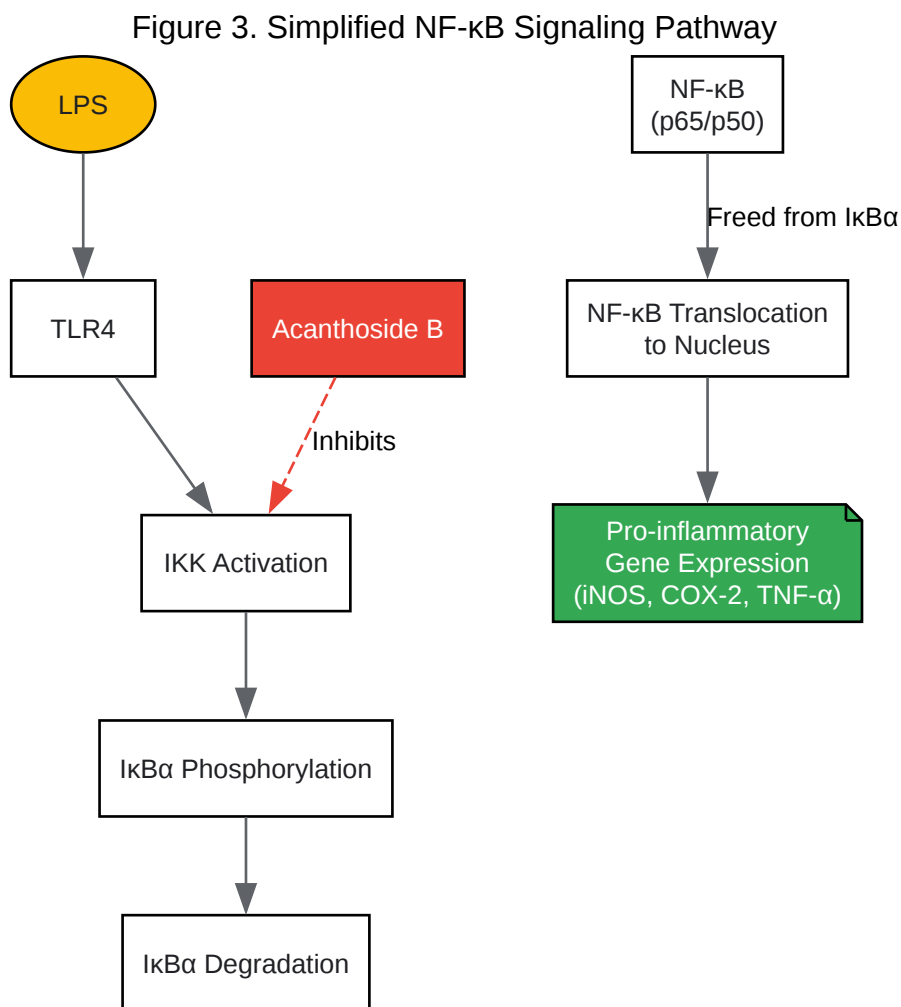 Figure 3. Simplified NF-κB Signaling Pathway
LPS
TLR4
Acanthoside B
Inhibits
IKK Activation
IκBα Phosphorylation
IκBα Degradation
NF-κB
(p65/p50)
Freed from IκBα
NF-κB Translocation
to Nucleus
Pro-inflammatory
Gene Expression
(iNOS, COX-2, TNF-α)